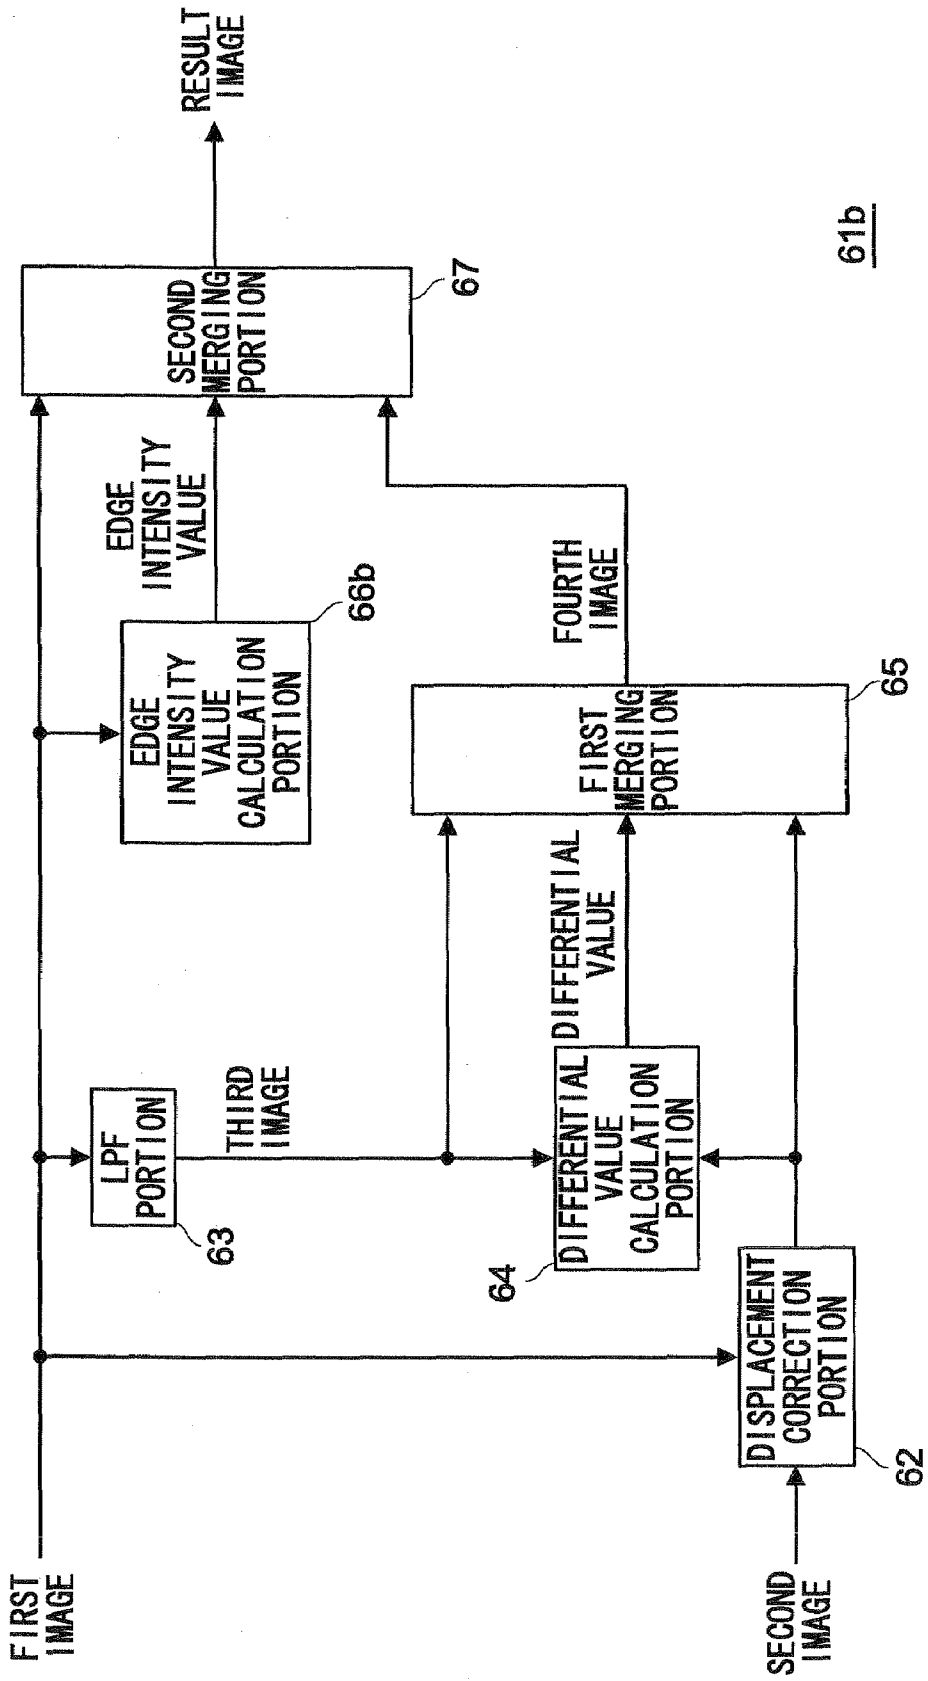 FIRST
IMAGE
SECOND
IMAGE
DISPLACEMENT
CORRECTION
PORTION
62
LPF
PORTION
63
THIRD
IMAGE
DIFFERENTIAL
VALUE
CALCULATION
PORTION
64
DIFFERENTIAL
VALUE
FIRST
MERGING
PORTION
65
EDGE
INTENSITY
VALUE
CALCULATION
PORTION
66b
EDGE
INTENSITY
VALUE
FOURTH
IMAGE
SECOND
MERGING
PORTION
67
RESULT
IMAGE
61b